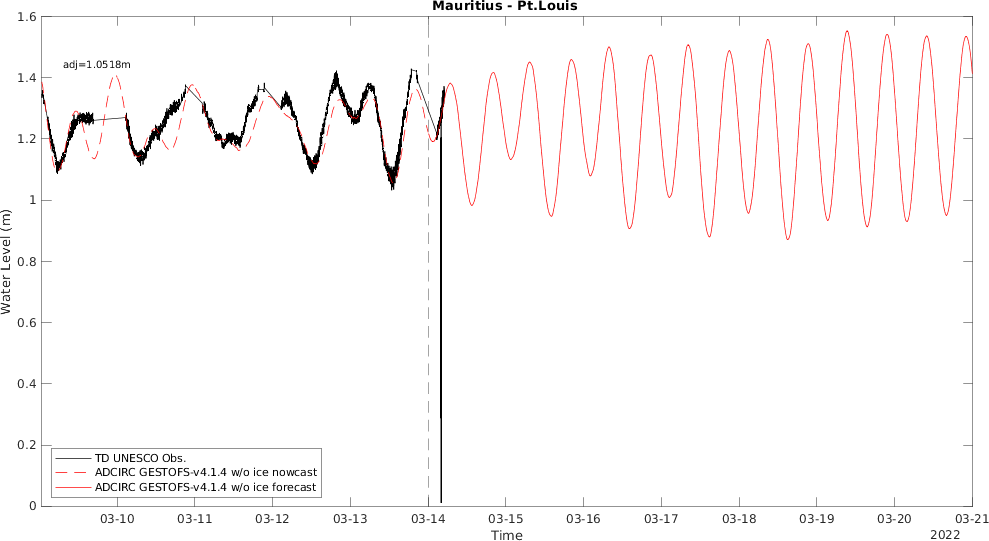 Mauritius - Pt.Louis
1.6
1.4
1.2
1
0.8
0.6
0.4
0.2
0
Water Level (m)
adj=1.0518m
TD UNESCO Obs.
ADCIRC GESTOFS-v4.1.4 w/o ice nowcast
ADCIRC GESTOFS-v4.1.4 w/o ice forecast
03-10 03-11 03-12 03-13 03-14 03-15 03-16 03-17 03-18 03-19 03-20 03-21
Time
2022